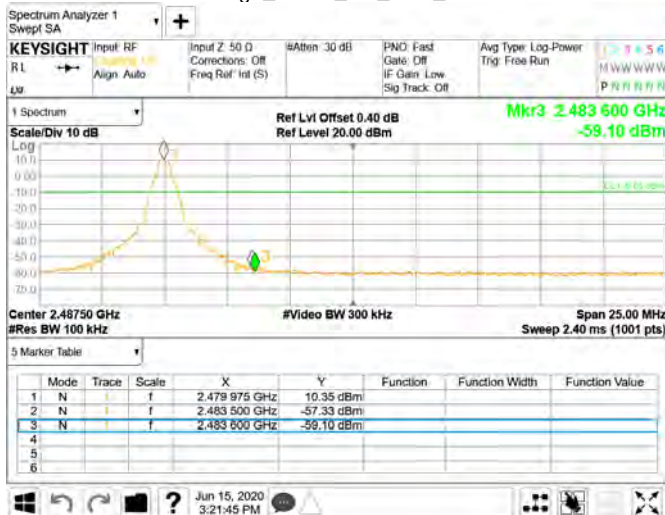 Spectrum Analyzer 1
Swept SA
+
KEYSIGHT
RL
Input: RF
Align: Auto
Input Z: 50 Ω
Corrections: Off
Freq Ref: Int (S)
#Atten: 30 dB
PNO: Fast
Gate: Off
IF Gain: Low
Sig Track: Off
Avg Type: Log-Power
Trig: Free Run
1 2 3 4 5 6
M W W W W W
P N N N N N
1 Spectrum
Scale/Div 10 dB
Ref Lvl Offset 0.40 dB
Ref Level 20.00 dBm
Mkr3 2.483 600 GHz
-59.10 dBm
Log
10.0
0.00
-10.0
-20.0
-30.0
-40.0
-50.0
-60.0
-70.0
Center 2.48750 GHz
#Res BW 100 kHz
#Video BW 300 kHz
Span 25.00 MHz
Sweep 2.40 ms (1001 pts)
5 Marker Table
Mode Trace Scale X Y Function Function Width Function Value
1 N 1 f 2.479 975 GHz 10.35 dBm
2 N 1 f 2.483 500 GHz -57.33 dBm
3 N 1 f 2.483 600 GHz -59.10 dBm
4
5
6
?
Jun 15, 2020
3:21:45 PM